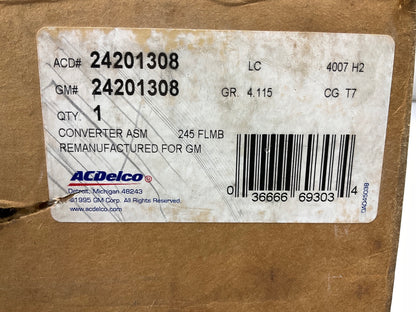 ACD# 24201308 LC 4007 H2
GM# 24201308 GR. 4.115 CG T7
QTY. 1
CONVERTER ASM 245 FLMB
REMANUFACTURED FOR GM
ACDelco
Detroit, Michigan 48243
©1995 GM Corp. All Rights Reserved.
www.acdelco.com
0 36666 69303 4